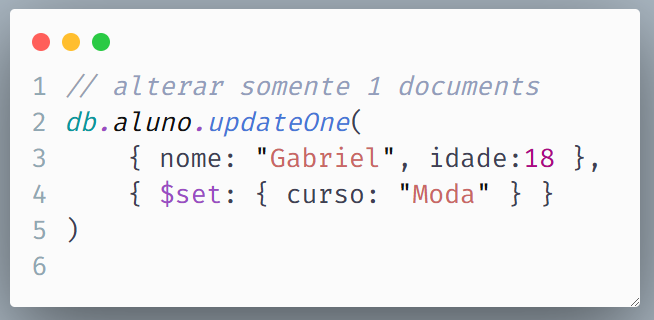 1 // alterar somente 1 documents
2 db.aluno.updateOne(
3     { nome: "Gabriel", idade:18 },
4     { $set: { curso: "Moda" } }
5 )
6